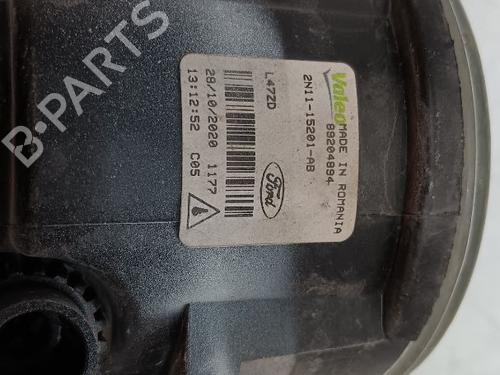 B-PARTS
Valeo
MADE IN ROMANIA
89204894
2N11-15201-AB
Ford
L47ZD
28/10/2020 1177
13:12:52 C05